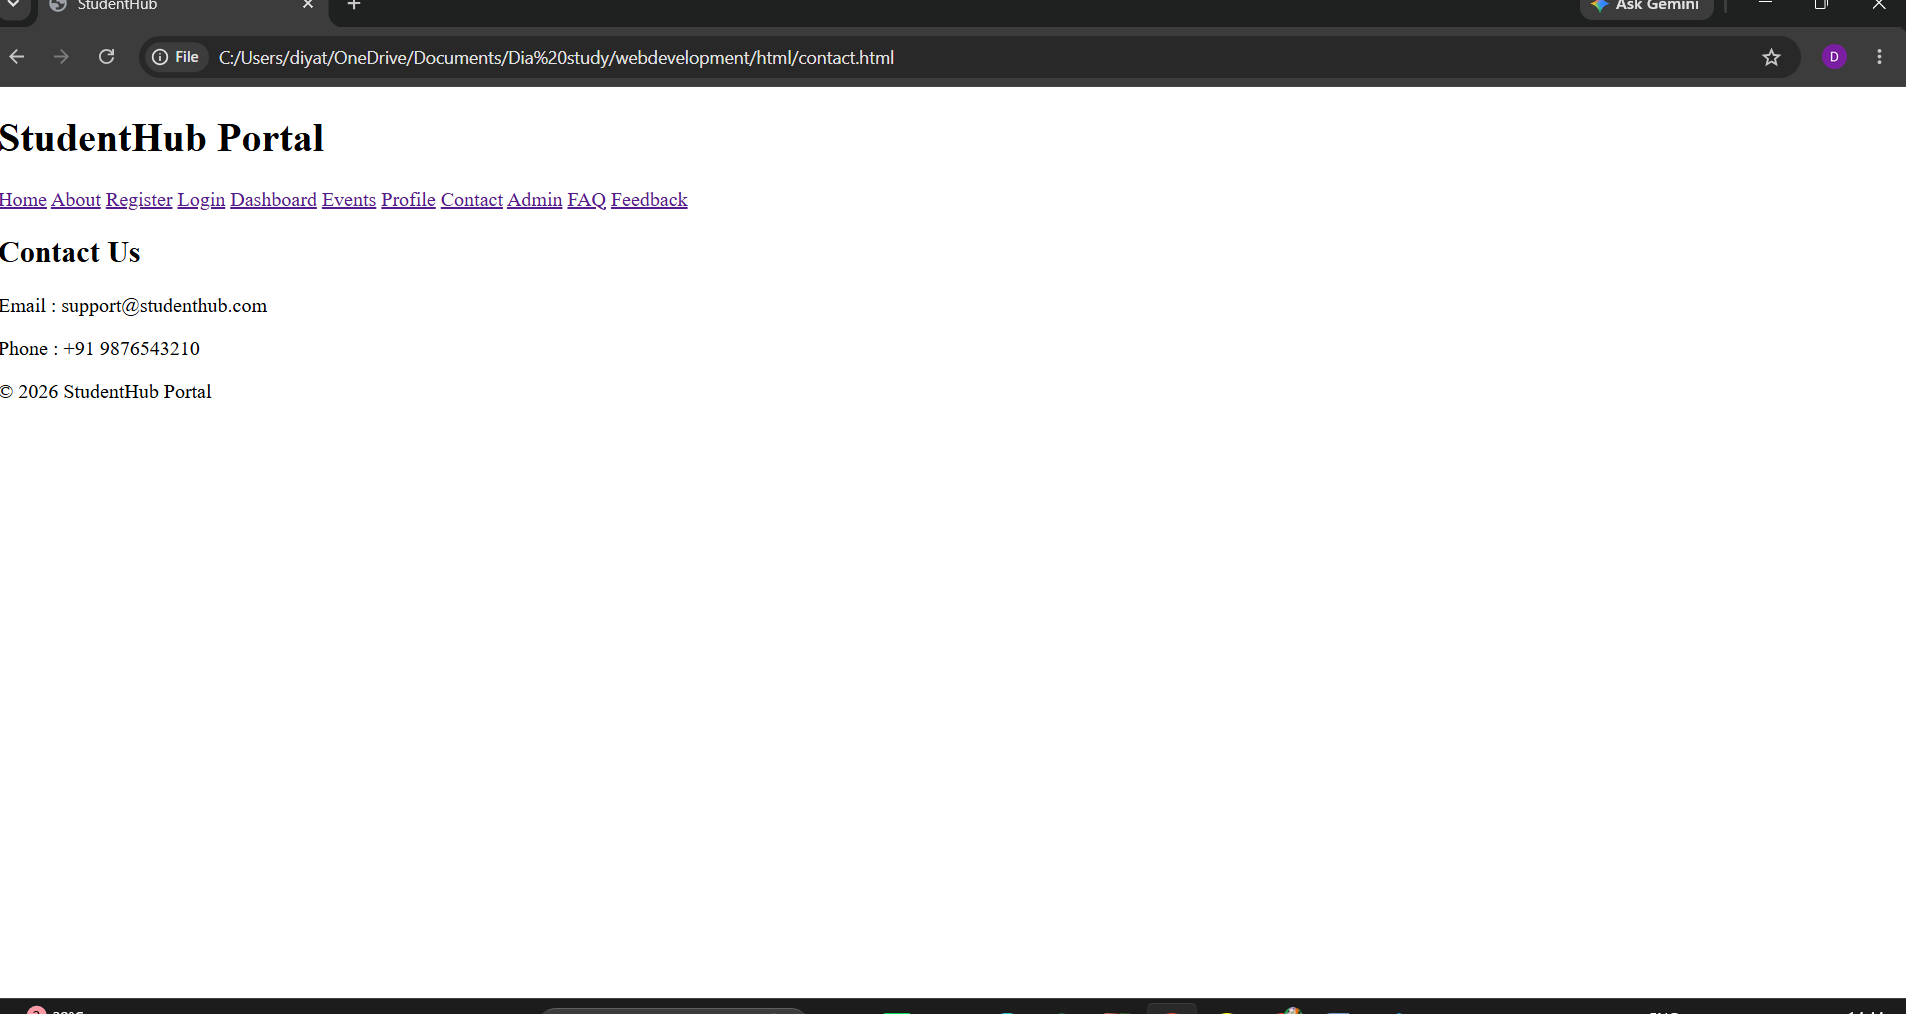 StudentHub
Ask Gemini
File C:/Users/diyat/OneDrive/Documents/Dia%20study/webdevelopment/html/contact.html
D
StudentHub Portal
Home About Register Login Dashboard Events Profile Contact Admin FAQ Feedback
Contact Us
Email : support@studenthub.com
Phone : +91 9876543210
© 2026 StudentHub Portal